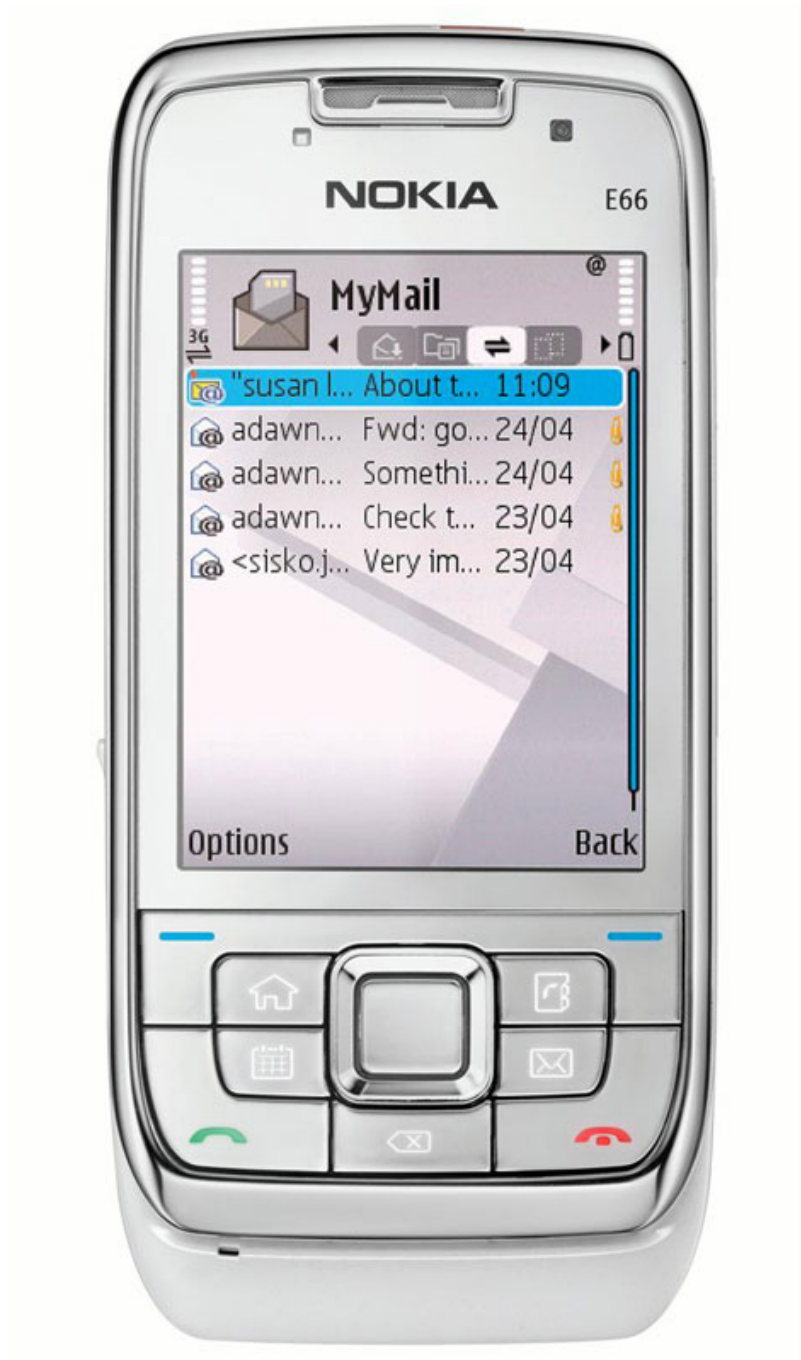 NOKIA
E66
@
MyMail
3G
"susan l... About t... 11:09
adawn... Fwd: go... 24/04
adawn... Somethi... 24/04
adawn... Check t... 23/04
<sisko.j... Very im... 23/04
Options Back